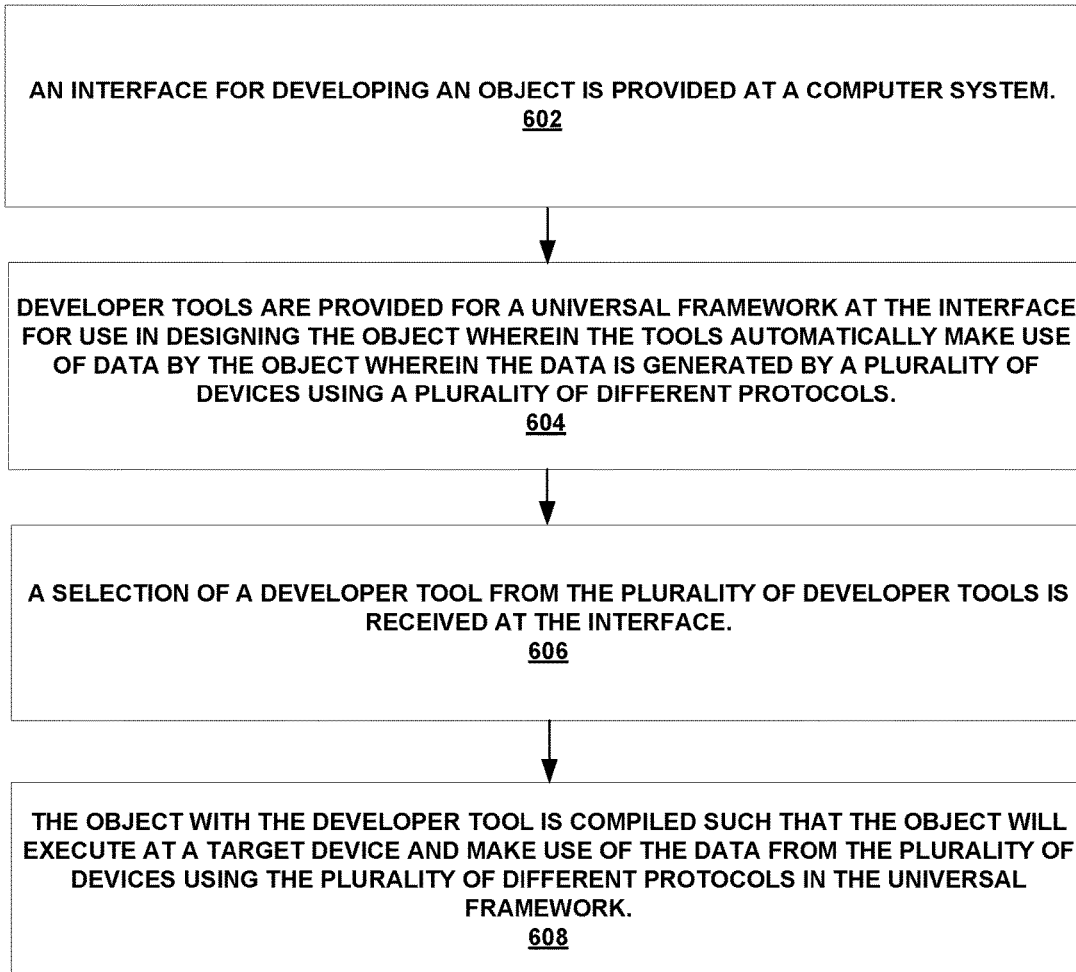 AN INTERFACE FOR DEVELOPING AN OBJECT IS PROVIDED AT A COMPUTER SYSTEM.
602
DEVELOPER TOOLS ARE PROVIDED FOR A UNIVERSAL FRAMEWORK AT THE INTERFACE
FOR USE IN DESIGNING THE OBJECT WHEREIN THE TOOLS AUTOMATICALLY MAKE USE
OF DATA BY THE OBJECT WHEREIN THE DATA IS GENERATED BY A PLURALITY OF
DEVICES USING A PLURALITY OF DIFFERENT PROTOCOLS.
604
A SELECTION OF A DEVELOPER TOOL FROM THE PLURALITY OF DEVELOPER TOOLS IS
RECEIVED AT THE INTERFACE.
606
THE OBJECT WITH THE DEVELOPER TOOL IS COMPILED SUCH THAT THE OBJECT WILL
EXECUTE AT A TARGET DEVICE AND MAKE USE OF THE DATA FROM THE PLURALITY OF
DEVICES USING THE PLURALITY OF DIFFERENT PROTOCOLS IN THE UNIVERSAL
FRAMEWORK.
608